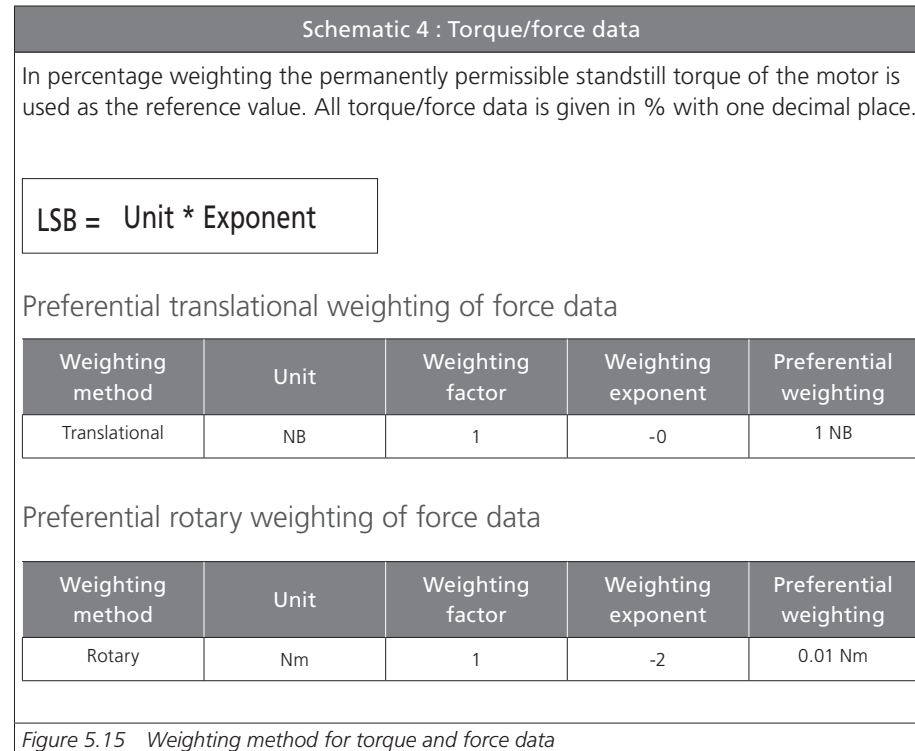 Schematic 4 : Torque/force data
In percentage weighting the permanently permissible standstill torque of the motor is
used as the reference value. All torque/force data is given in % with one decimal place.
LSB = Unit * Exponent
Preferential translational weighting of force data
Weighting method Unit Weighting factor Weighting exponent Preferential weighting
Translational NB 1 -0 1 NB
Preferential rotary weighting of force data
Weighting method Unit Weighting factor Weighting exponent Preferential weighting
Rotary Nm 1 -2 0.01 Nm
Figure 5.15 Weighting method for torque and force data